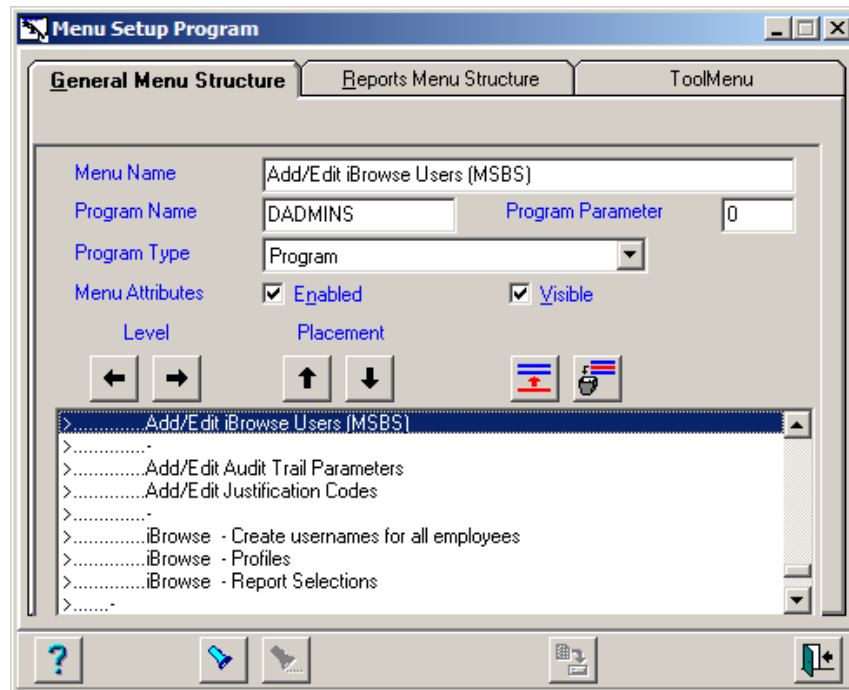 Menu Setup Program
General Menu Structure Reports Menu Structure ToolMenu
Menu Name Add/Edit iBrowse Users (MSBS)
Program Name DADMINS Program Parameter 0
Program Type Program
Menu Attributes Enabled Visible
Level Placement
>..............Add/Edit iBrowse Users (MSBS)
>..............-
>..............Add/Edit Audit Trail Parameters
>..............Add/Edit Justification Codes
>..............-
>..............iBrowse - Create usernames for all employees
>..............iBrowse - Profiles
>..............iBrowse - Report Selections
>.......-
?